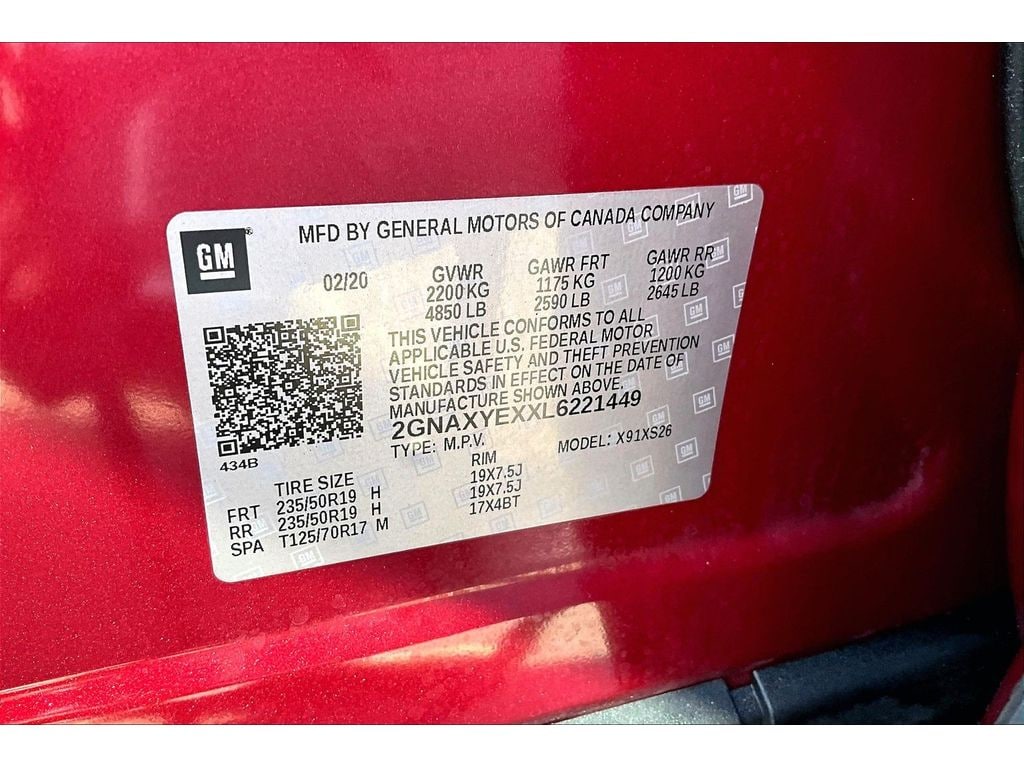 GM
MFD BY GENERAL MOTORS OF CANADA COMPANY
02/20 GVWR GAWR FRT GAWR RR
2200 KG 1175 KG 1200 KG
4850 LB 2590 LB 2645 LB
THIS VEHICLE CONFORMS TO ALL
APPLICABLE U.S. FEDERAL MOTOR
VEHICLE SAFETY AND THEFT PREVENTION
STANDARDS IN EFFECT ON THE DATE OF
MANUFACTURE SHOWN ABOVE.
2GNAXYEXXL6221449
TYPE: M.P.V. MODEL: X91XS26
434B
TIRE SIZE RIM
FRT 235/50R19 H 19X7.5J
RR 235/50R19 H 19X7.5J
SPA T125/70R17 M 17X4BT